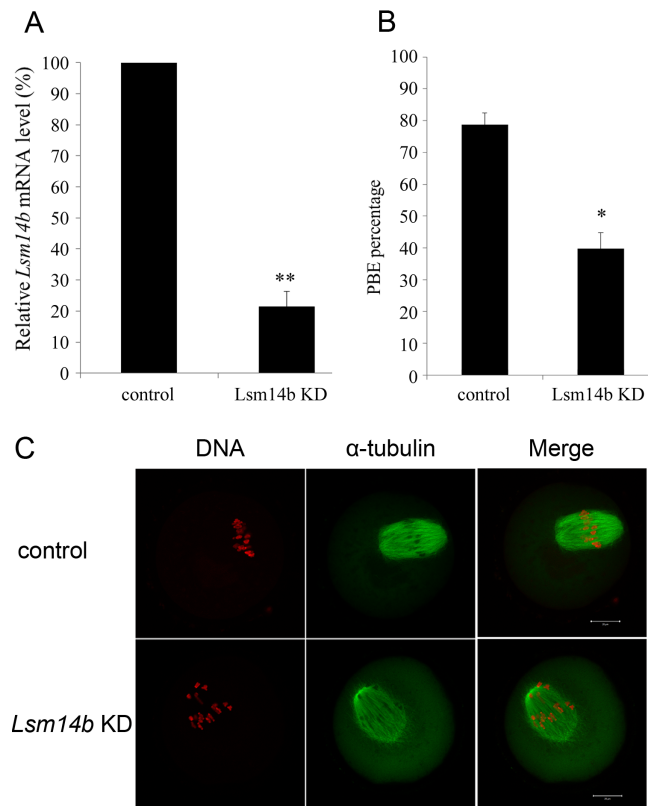 A
Relative Lsm14b mRNA level (%)
100
90
80
70
60
50
40
30
20
10
0
**
control
Lsm14b KD
B
PBE percentage
80
90
80
70
60
50
40
30
20
10
0
*
control
Lsm14b KD
C
DNA
α-tubulin
Merge
control
Lsm14b KD